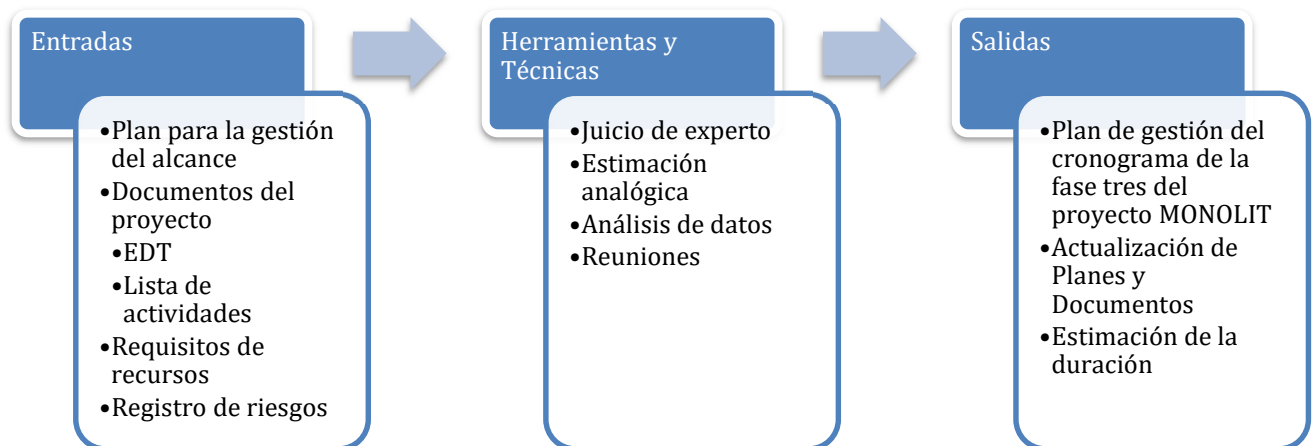 Entradas
•Plan para la gestión
del alcance
•Documentos del
proyecto
•EDT
•Lista de
actividades
•Requisitos de
recursos
•Registro de riesgos
Herramientas y
Técnicas
•Juicio de experto
•Estimación
analógica
•Análisis de datos
•Reuniones
Salidas
•Plan de gestión del
cronograma de la
fase tres del
proyecto MONOLIT
•Actualización de
Planes y
Documentos
•Estimación de la
duración